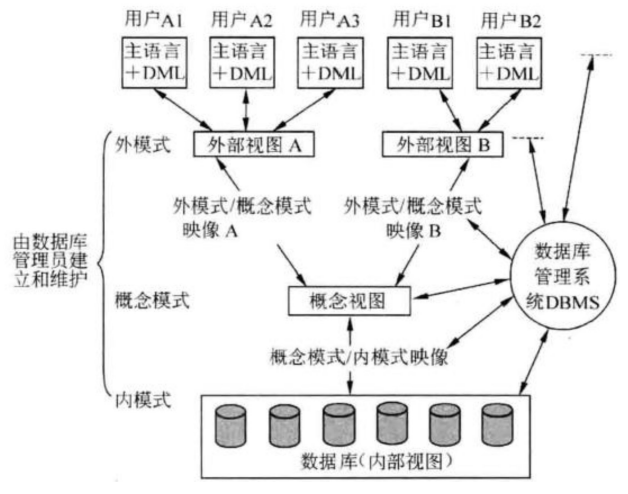 用户A1 用户A2 用户A3 用户B1 用户B2
主语言 主语言 主语言 主语言 主语言
+DML +DML +DML +DML +DML
外模式 外部视图 A 外部视图 B
外模式/概念模式 外模式/概念模式
映像 A 映像 B
由数据库
管理员建
立和维护
数据库
管理系
统DBMS
概念模式 概念视图
概念模式/内模式映像
内模式
数据库(内部视图)